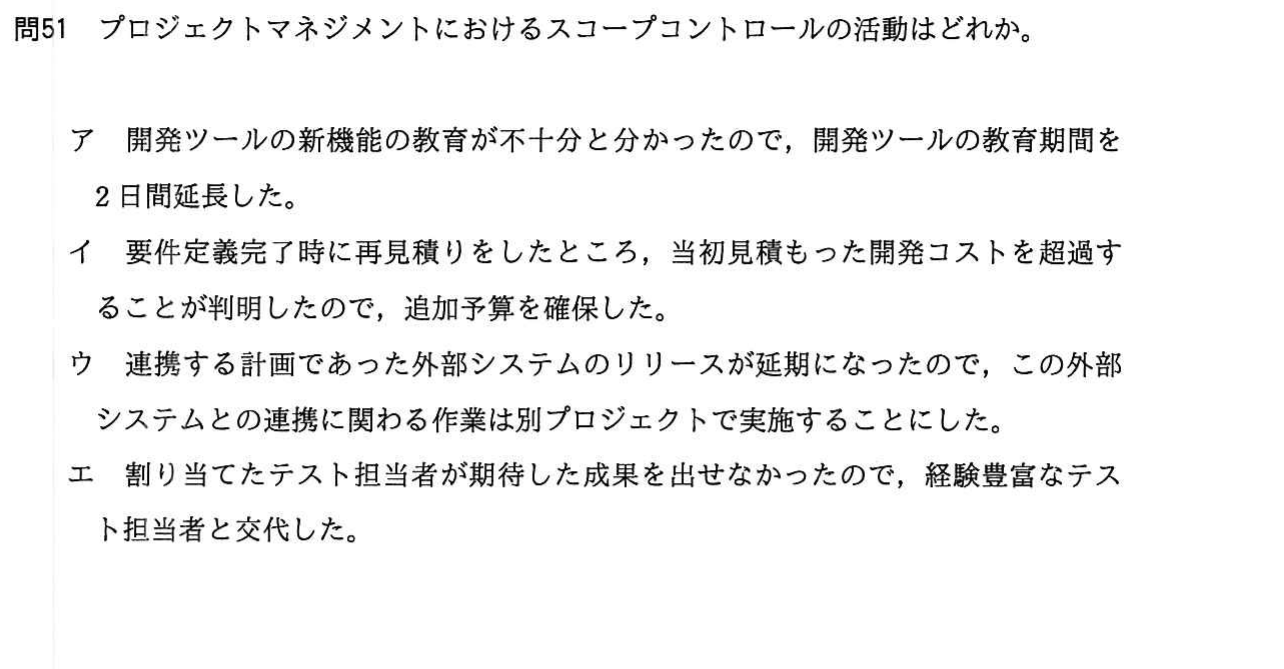 問51　プロジェクトマネジメントにおけるスコープコントロールの活動はどれか。
ア　開発ツールの新機能の教育が不十分と分かったので，開発ツールの教育期間を
2日間延長した。
イ　要件定義完了時に再見積りをしたところ，当初見積もった開発コストを超過す
ることが判明したので，追加予算を確保した。
ウ　連携する計画であった外部システムのリリースが延期になったので，この外部
システムとの連携に関わる作業は別プロジェクトで実施することにした。
エ　割り当てたテスト担当者が期待した成果を出せなかったので，経験豊富なテス
ト担当者と交代した。